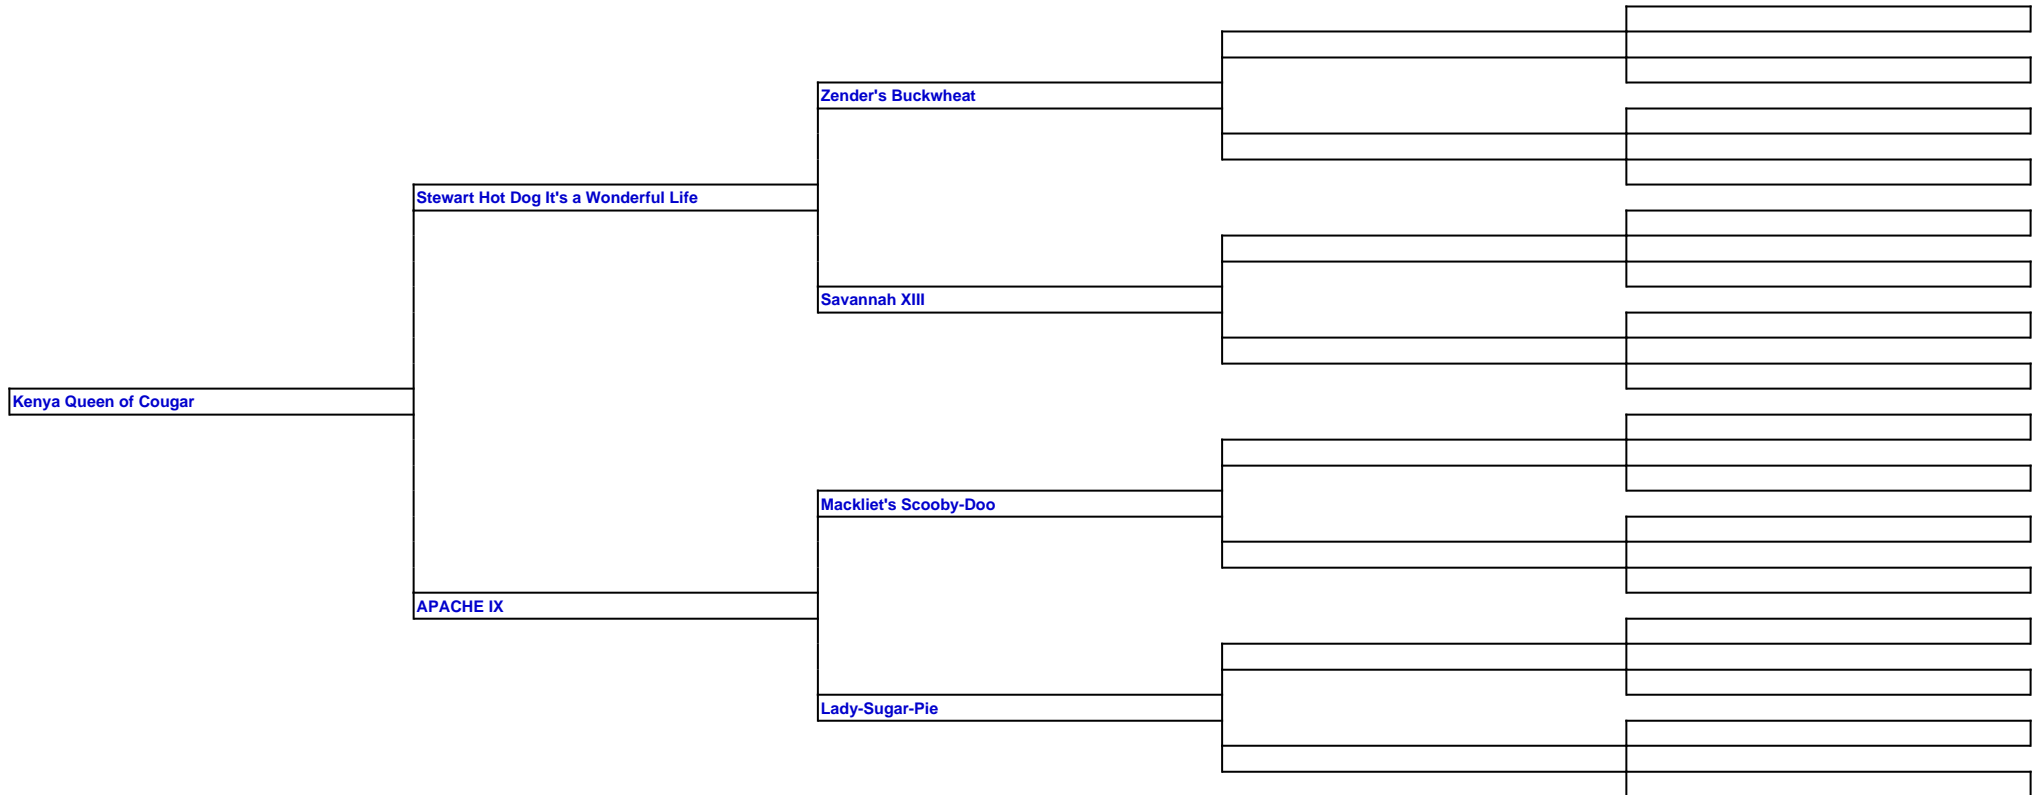 Zender's Buckwheat
Stewart Hot Dog It's a Wonderful Life
Savannah XIII
Kenya Queen of Cougar
Mackliet's Scooby-Doo
APACHE IX
Lady-Sugar-Pie